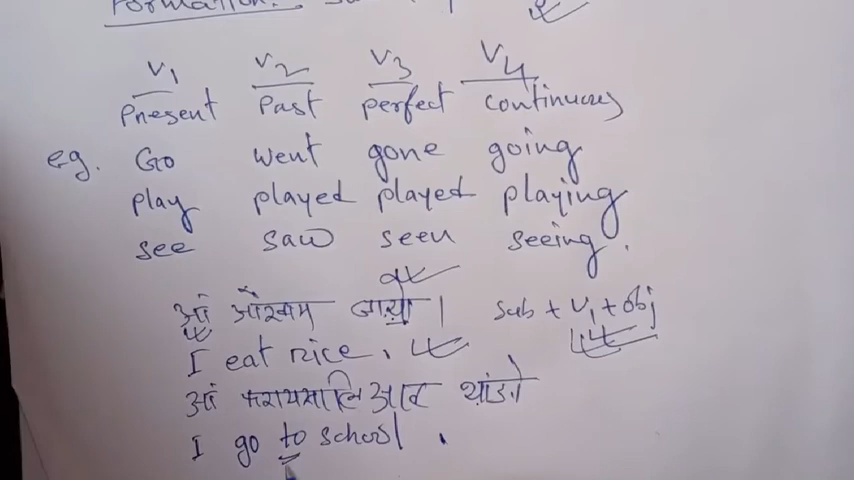 Formation:
V1 V2 V3 V4
Present Past perfect continuous
e.g. Go went gone going
play played played playing
see saw seen seeing.
आं ओंखाम जायो। sub + V1 + obj
I eat rice.
आं फरायसालिआव थाङो
I go to school.